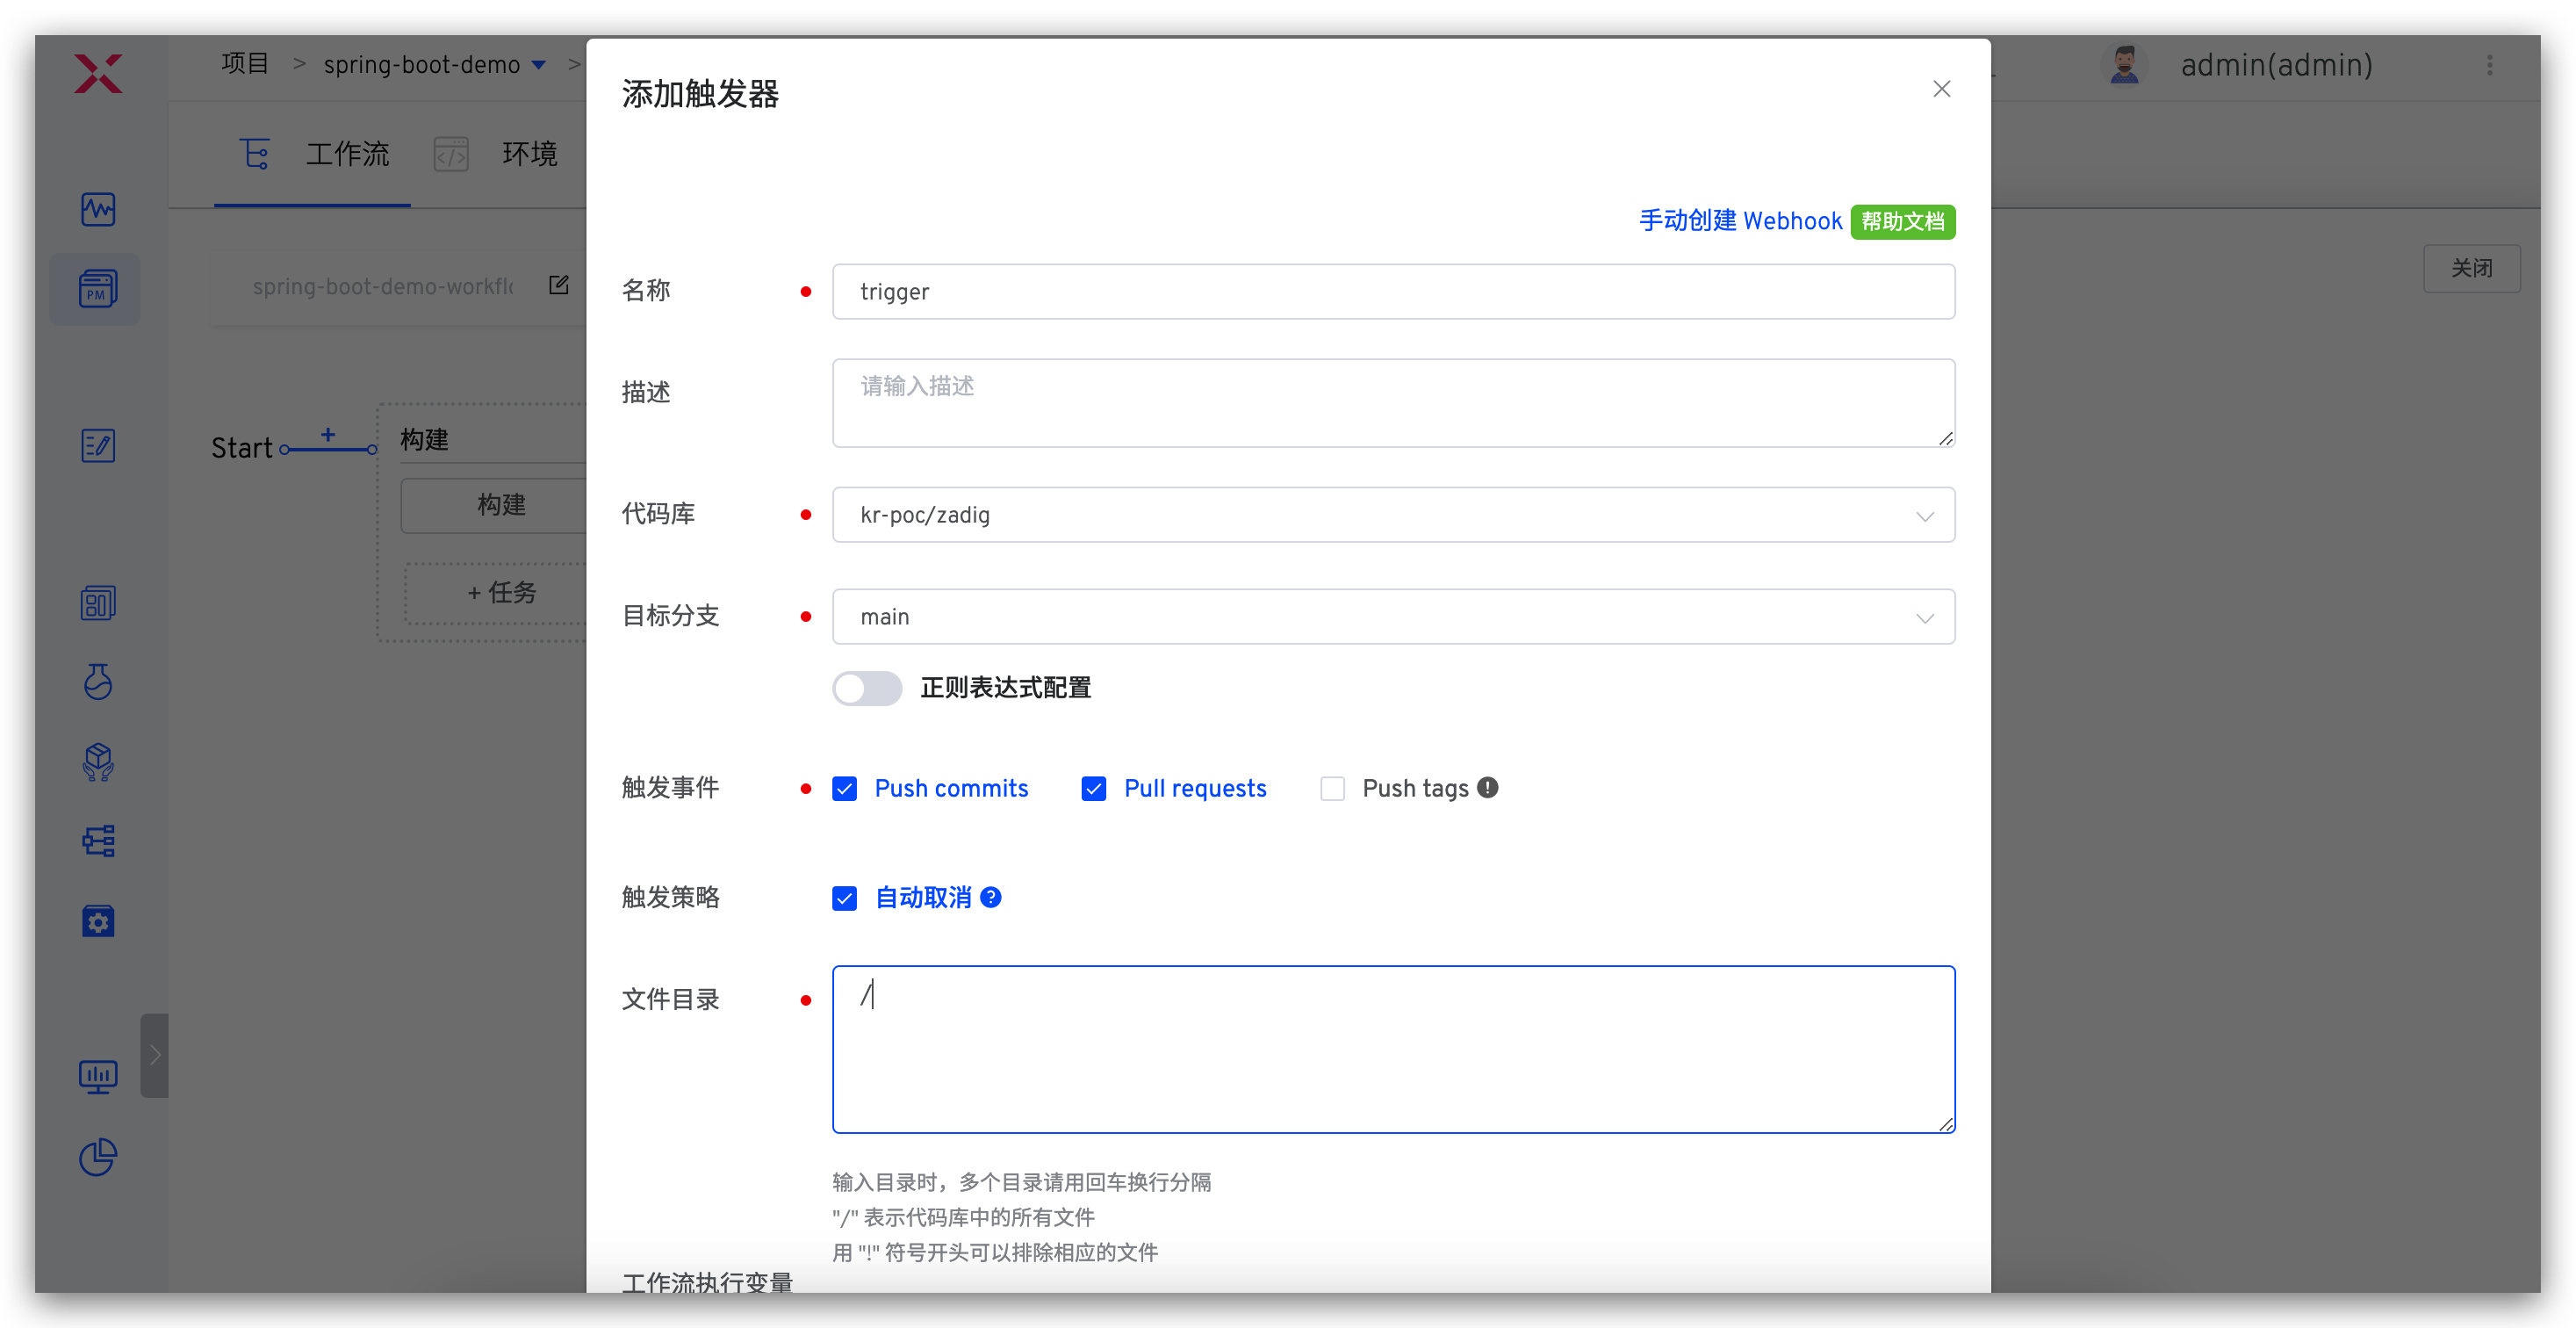 项目 > spring-boot-demo >
admin(admin)
工作流
环境
spring-boot-demo-workfl
关闭
Start
+
构建
构建
+ 任务
PM
添加触发器
手动创建 Webhook 帮助文档
名称
trigger
描述
请输入描述
代码库
kr-poc/zadig
目标分支
main
正则表达式配置
触发事件
Push commits
Pull requests
Push tags
触发策略
自动取消
文件目录
/
输入目录时，多个目录请用回车换行分隔
"/" 表示代码库中的所有文件
用 "!" 符号开头可以排除相应的文件
工作流执行变量